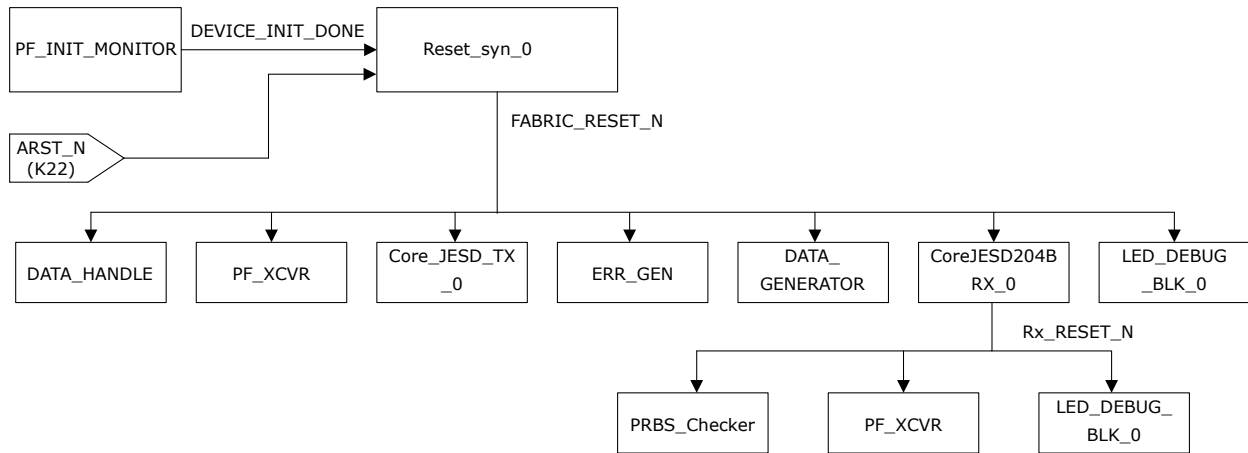 DEVICE_INIT_DONE
PF_INIT_MONITOR
Reset_syn_0
FABRIC_RESET_N
ARST_N
(K22)
DATA_HANDLE
PF_XCVR
Core_JESD_TX
_0
ERR_GEN
DATA_
GENERATOR
CoreJESD204B
RX_0
LED_DEBUG
_BLK_0
Rx_RESET_N
PRBS_Checker
PF_XCVR
LED_DEBUG_
BLK_0